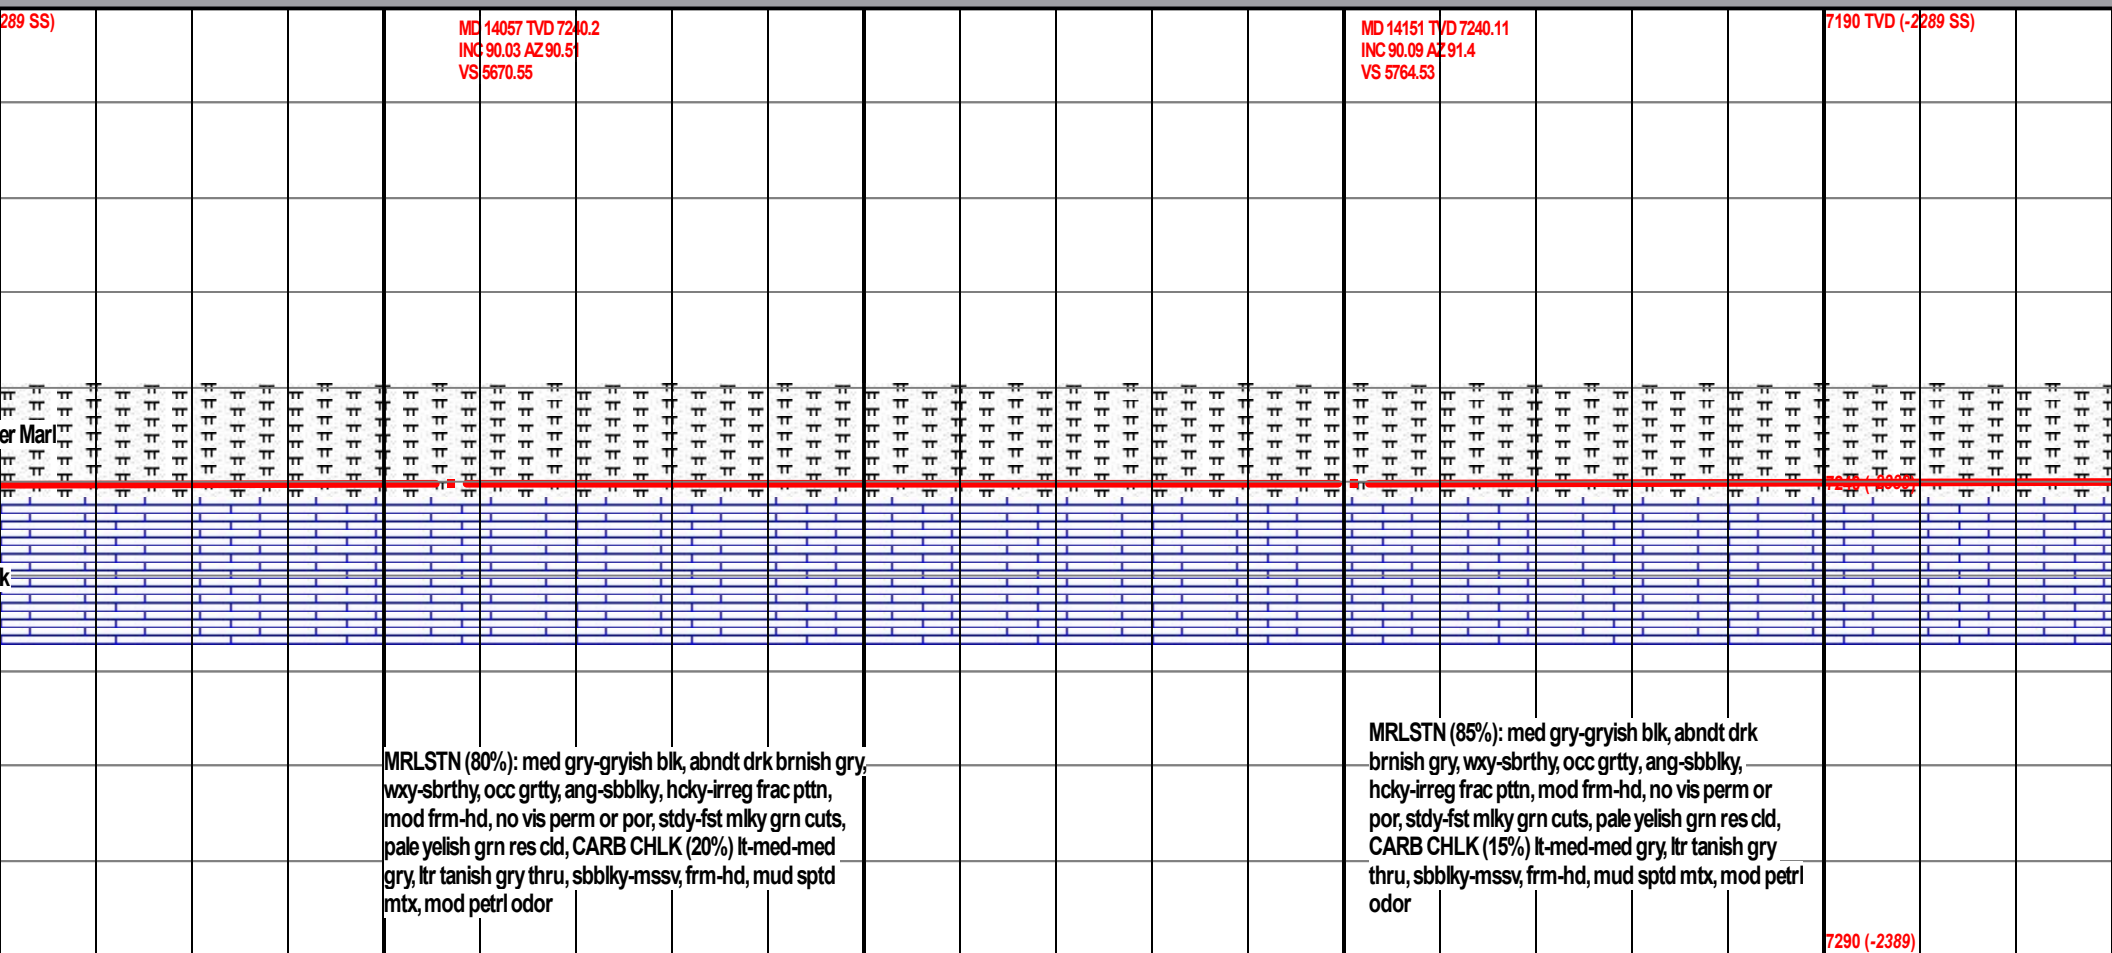 289 SS)
MD 14057 TVD 7240.2
INC 90.03 AZ 90.51
VS 5670.55
MD 14151 TVD 7240.11
INC 90.09 AZ 91.4
VS 5764.53
7190 TVD (-2289 SS)
er Marl
k
MRLSTN (80%): med gry-gryish blk, abndt drk brnish gry,
wxy-sbrthy, occ grtty, ang-sbblky, hcky-irreg frac pttn,
mod frm-hd, no vis perm or por, stdy-fst mlky grn cuts,
pale yelish grn res cld, CARB CHLK (20%) lt-med-med
gry, ltr tanish gry thru, sbblky-mssv, frm-hd, mud sptd
mtx, mod petrl odor
MRLSTN (85%): med gry-gryish blk, abndt drk
brnish gry, wxy-sbrthy, occ grtty, ang-sbblky,
hcky-irreg frac pttn, mod frm-hd, no vis perm or
por, stdy-fst mlky grn cuts, pale yelish grn res cld,
CARB CHLK (15%) lt-med-med gry, ltr tanish gry
thru, sbblky-mssv, frm-hd, mud sptd mtx, mod petrl
odor
7290 (-2389)